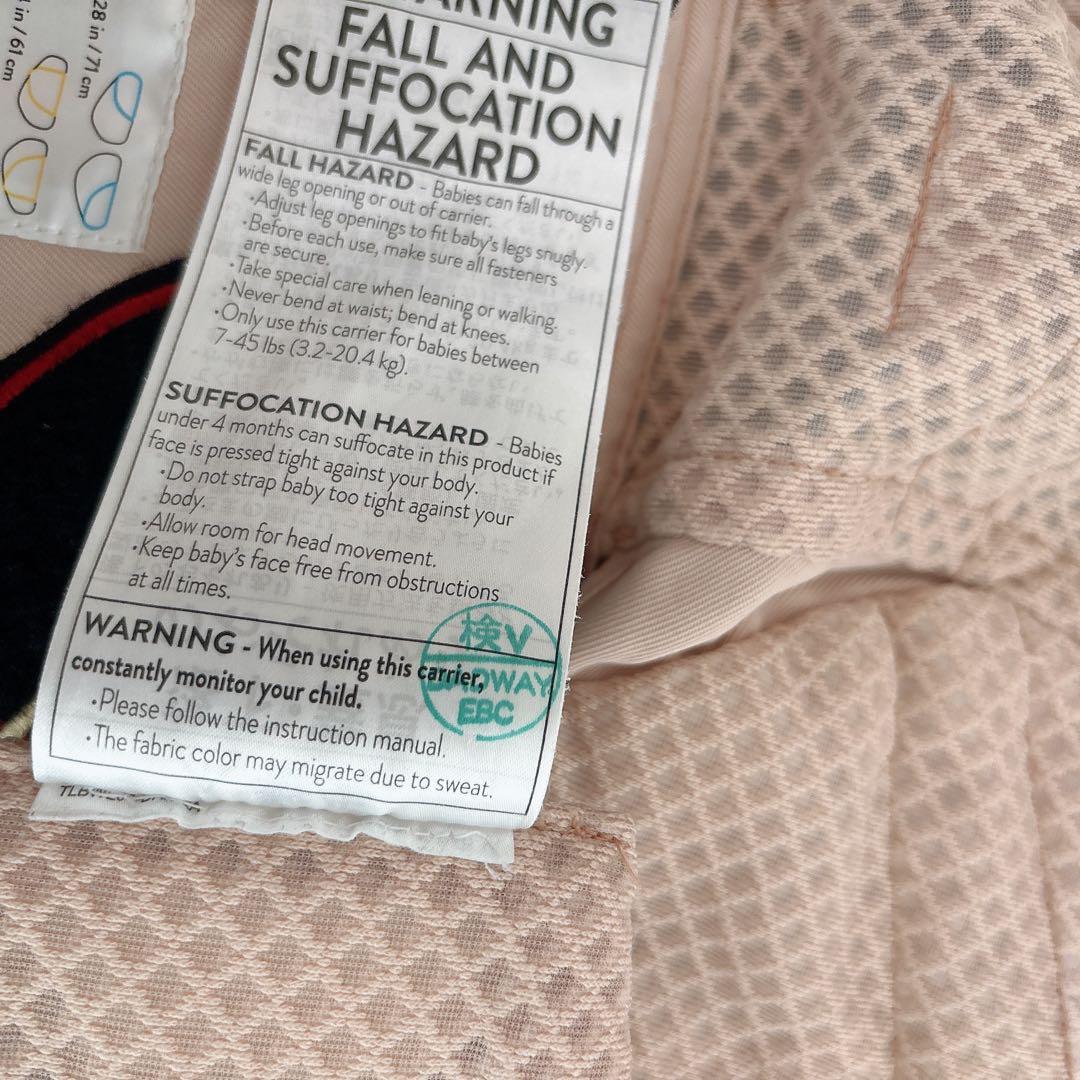 28 in / 71 cm
in / 61 cm
WARNING
FALL AND
SUFFOCATION
HAZARD
FALL HAZARD - Babies can fall through a
wide leg opening or out of carrier.
•Adjust leg openings to fit baby's legs snugly.
•Before each use, make sure all fasteners
are secure.
•Take special care when leaning or walking.
•Never bend at waist; bend at knees.
•Only use this carrier for babies between
7-45 lbs (3.2-20.4 kg).
SUFFOCATION HAZARD - Babies
under 4 months can suffocate in this product if
face is pressed tight against your body.
•Do not strap baby too tight against your
body.
•Allow room for head movement.
•Keep baby's face free from obstructions
at all times.
WARNING - When using this carrier,
constantly monitor your child.
•Please follow the instruction manual.
•The fabric color may migrate due to sweat.
検V
EBC